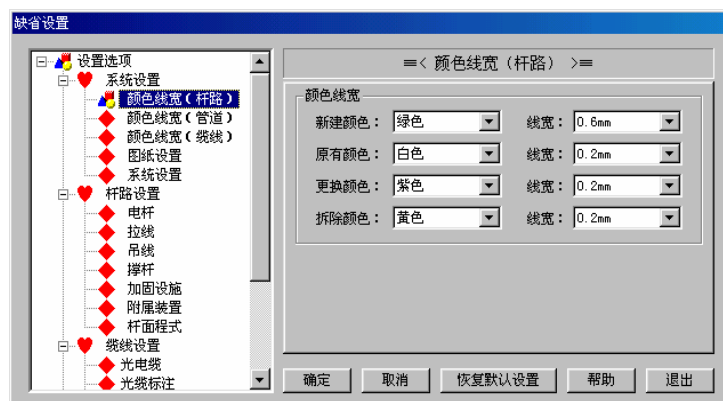 缺省设置
设置选项
系统设置
颜色线宽(杆路)
颜色线宽(管道)
颜色线宽(缆线)
图纸设置
系统设置
杆路设置
电杆
拉线
吊线
撑杆
加固设施
附属装置
杆面程式
缆线设置
光电缆
光缆标注
=< 颜色线宽(杆路) >=
颜色线宽
新建颜色: 绿色 线宽: 0.6mm
原有颜色: 白色 线宽: 0.2mm
更换颜色: 紫色 线宽: 0.2mm
拆除颜色: 黄色 线宽: 0.2mm
确定 取消 恢复默认设置 帮助 退出